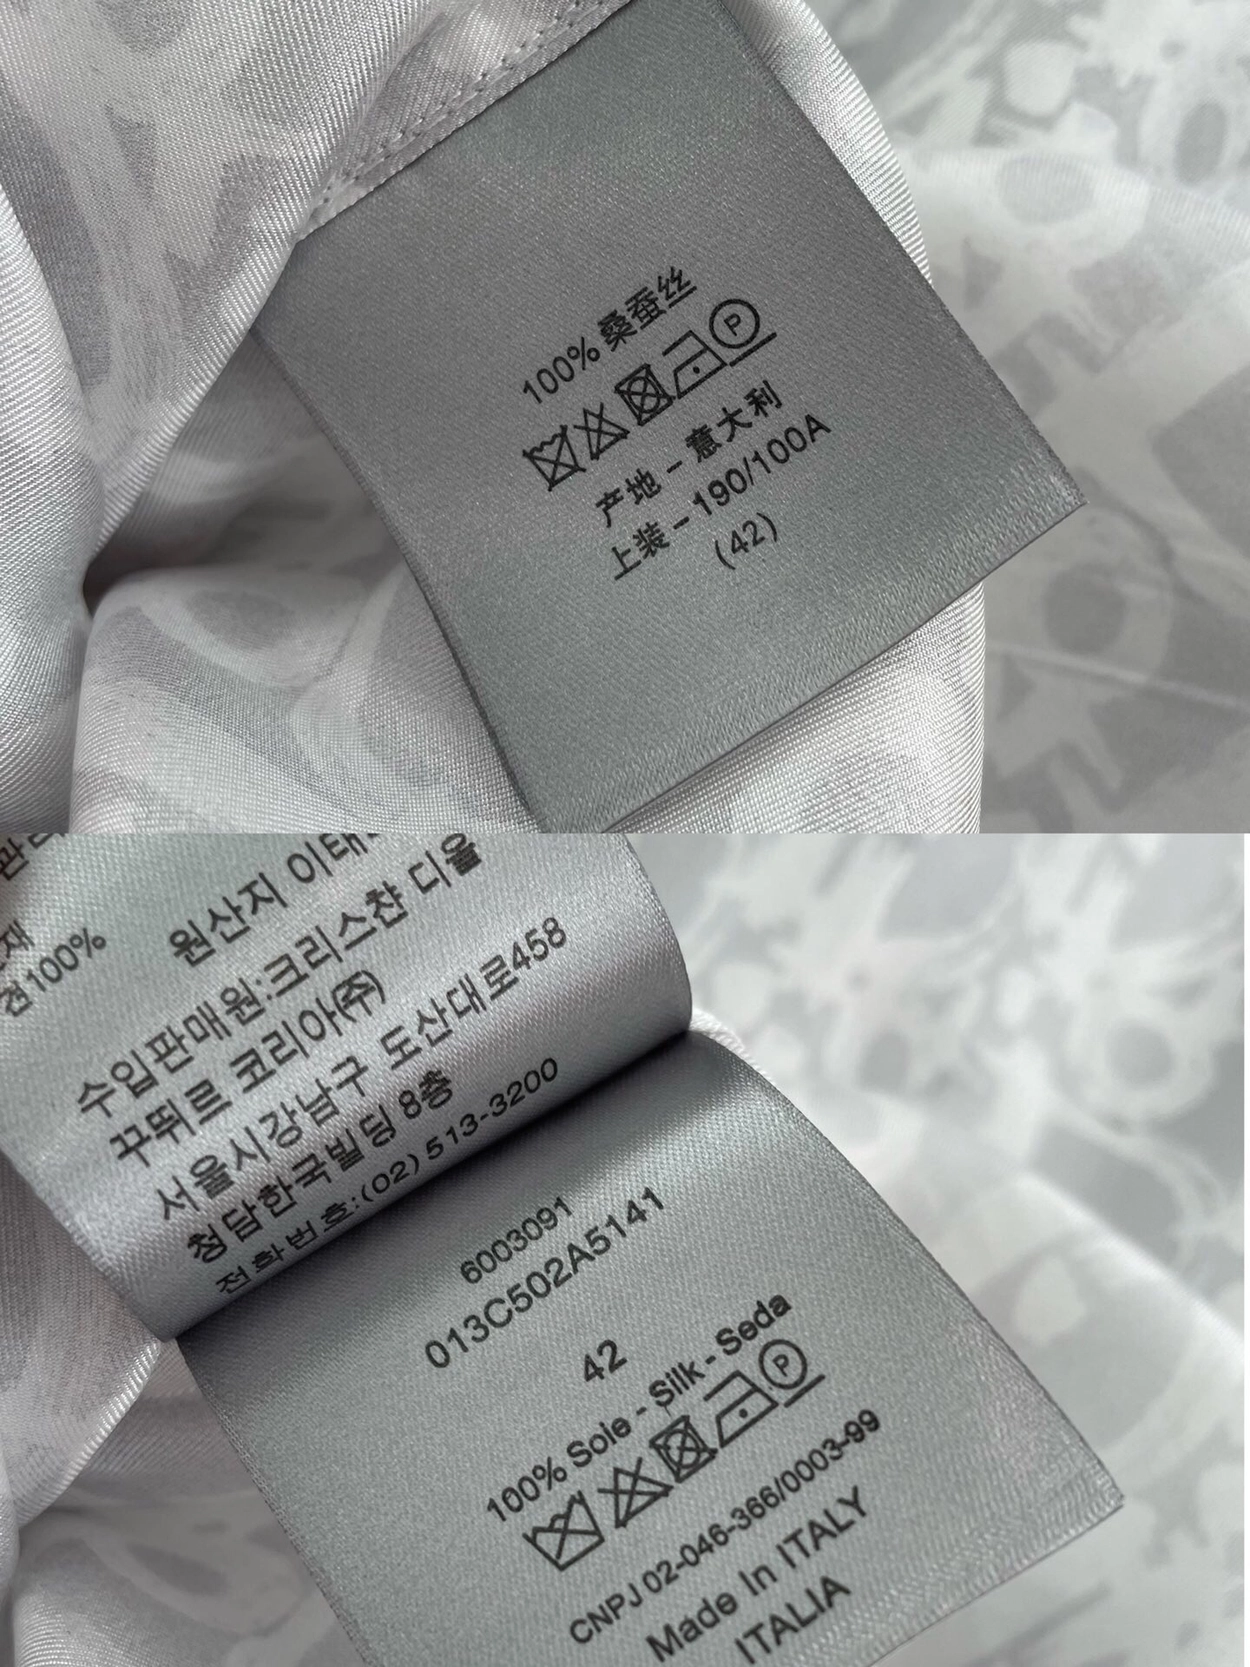 100% 桑蚕丝
P
产地 - 意大利
上装 - 190/100A
(42)
견100%
원산지
수입판매원:크리스챤 디올
꾸뛰르 코리아(주)
서울시강남구 도산대로458
청담한국빌딩 8층
전화번호:(02) 513-3200
6003091
013C502A5141
42
100% Soie - Silk - Seda
P
CNPJ 02-046-366/0003-99
Made In ITALY
ITALIA